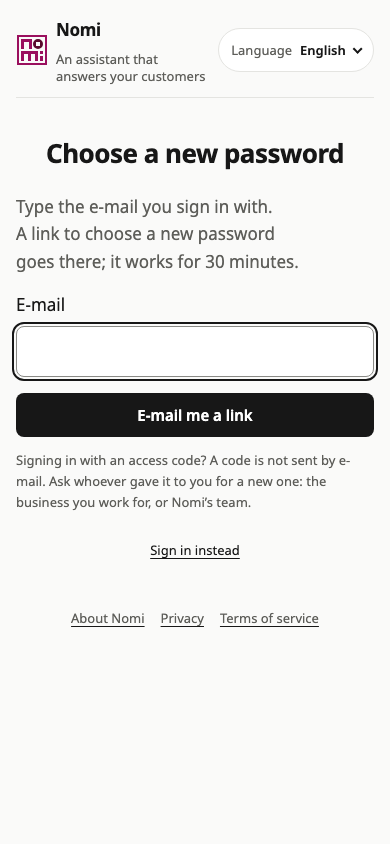 Nomi
An assistant that
answers your customers
Language English
Choose a new password
Type the e-mail you sign in with.
A link to choose a new password
goes there; it works for 30 minutes.
E-mail
E-mail me a link
Signing in with an access code? A code is not sent by e-
mail. Ask whoever gave it to you for a new one: the
business you work for, or Nomi’s team.
Sign in instead
About Nomi Privacy Terms of service